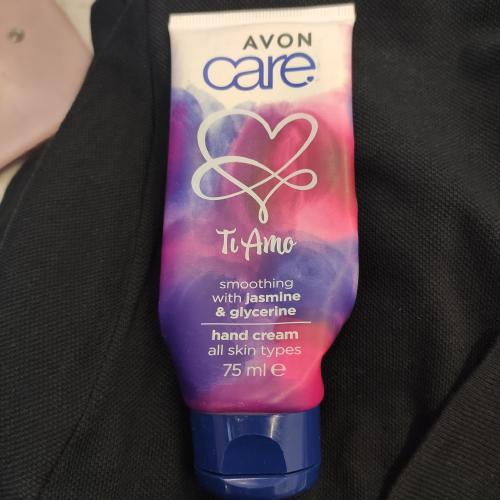 AVON
care
Ti Amo
smoothing
with jasmine
& glycerine
hand cream
all skin types
75 ml ℮